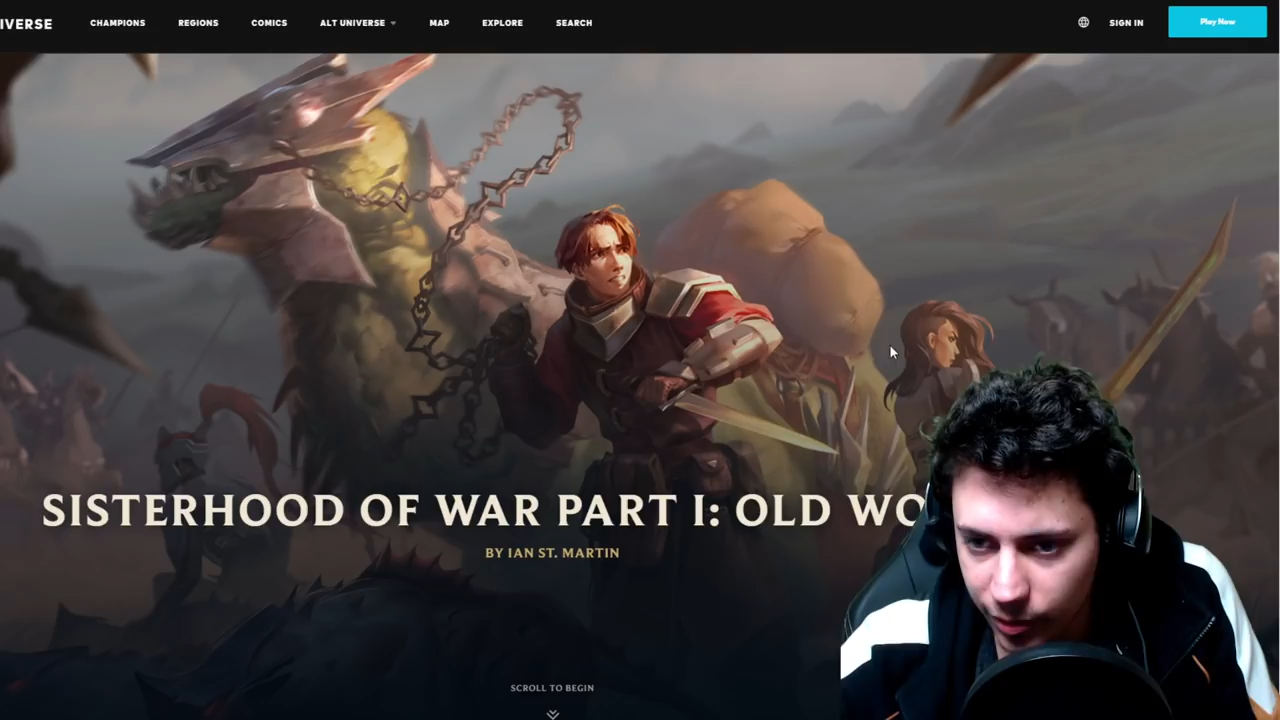 IVERSE CHAMPIONS REGIONS COMICS ALT UNIVERSE MAP EXPLORE SEARCH SIGN IN Play Now
SISTERHOOD OF WAR PART I: OLD WO
BY IAN ST. MARTIN
SCROLL TO BEGIN